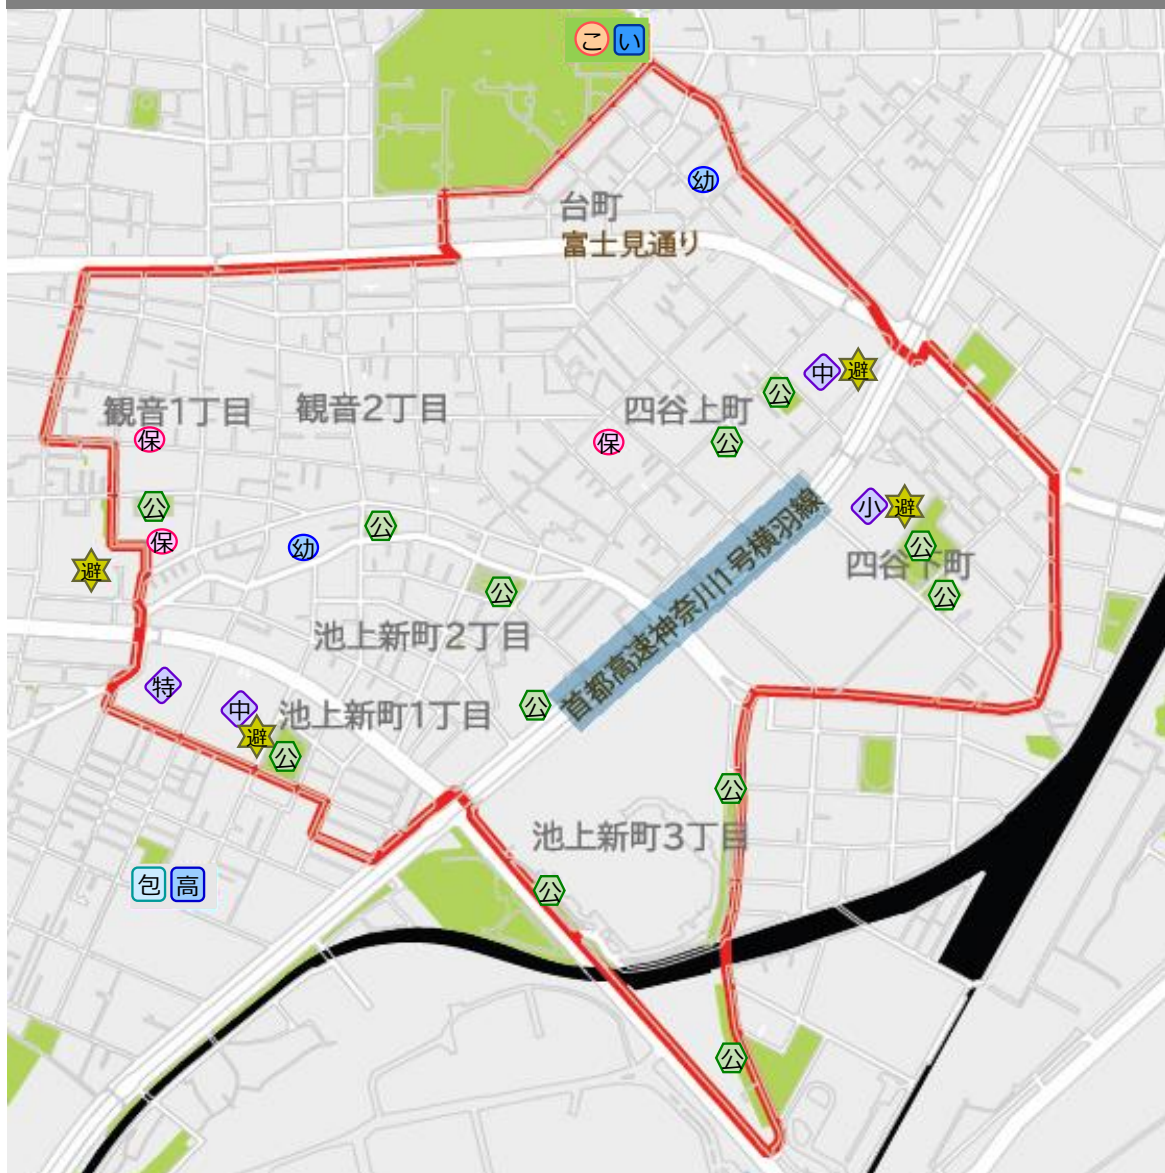 こ い
幼
台町
富士見通り
中 避
公
観音1丁目
観音2丁目
四谷上町
保
保
公
公
小 避
公
保
幼
公
避
四谷下町
公
公
首都高速神奈川1号横羽線
池上新町2丁目
特
中
公
池上新町1丁目
避
公
公
池上新町3丁目
包 高
公
公